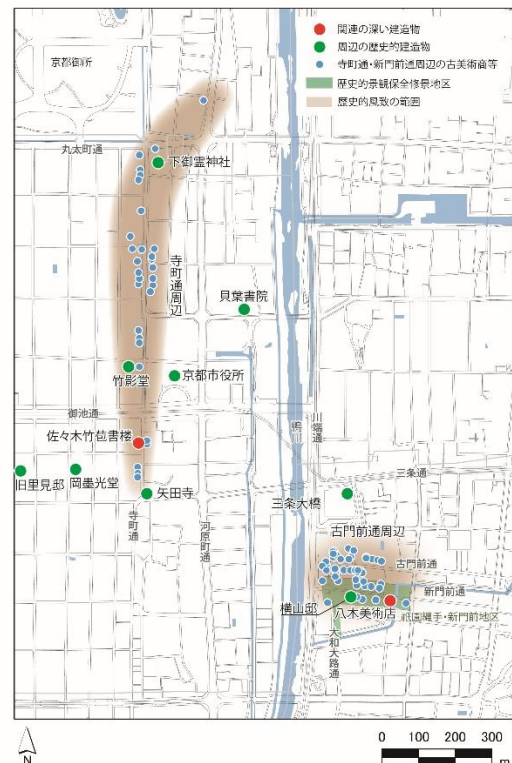 京都御所
関連の深い建造物
周辺の歴史的建造物
寺町通・新門前通周辺の古美術商等
歴史的景観保全修景地区
歴史的風致の範囲
丸太町通
下御霊神社
寺町通周辺
貝葉書院
竹影堂
京都市役所
御池通
川端通
鴨川
佐々木竹苞書楼
三条通
旧里見邸
岡墨光堂
矢田寺
三条大橋
寺町通
河原町通
古門前通周辺
古門前通
新門前通
横山邸
八木美術店
祇園縄手・新門前地区
大和大路通
N
0 100 200 300
m